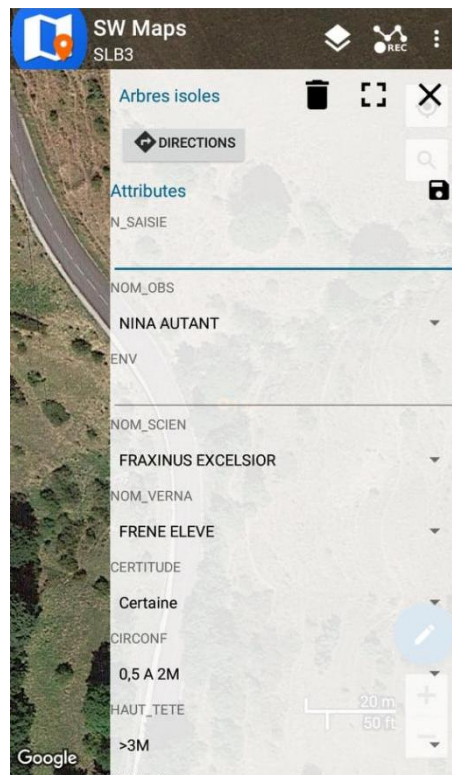 SW Maps
SLB3
REC
Arbres isoles
DIRECTIONS
Attributes
N_SAISIE
NOM_OBS
NINA AUTANT
ENV
NOM_SCIEN
FRAXINUS EXCELSIOR
NOM_VERNA
FRENE ELEVE
CERTITUDE
Certaine
CIRCONF
0,5 A 2M
HAUT_TETE
20 m
50 ft
>3M
Google